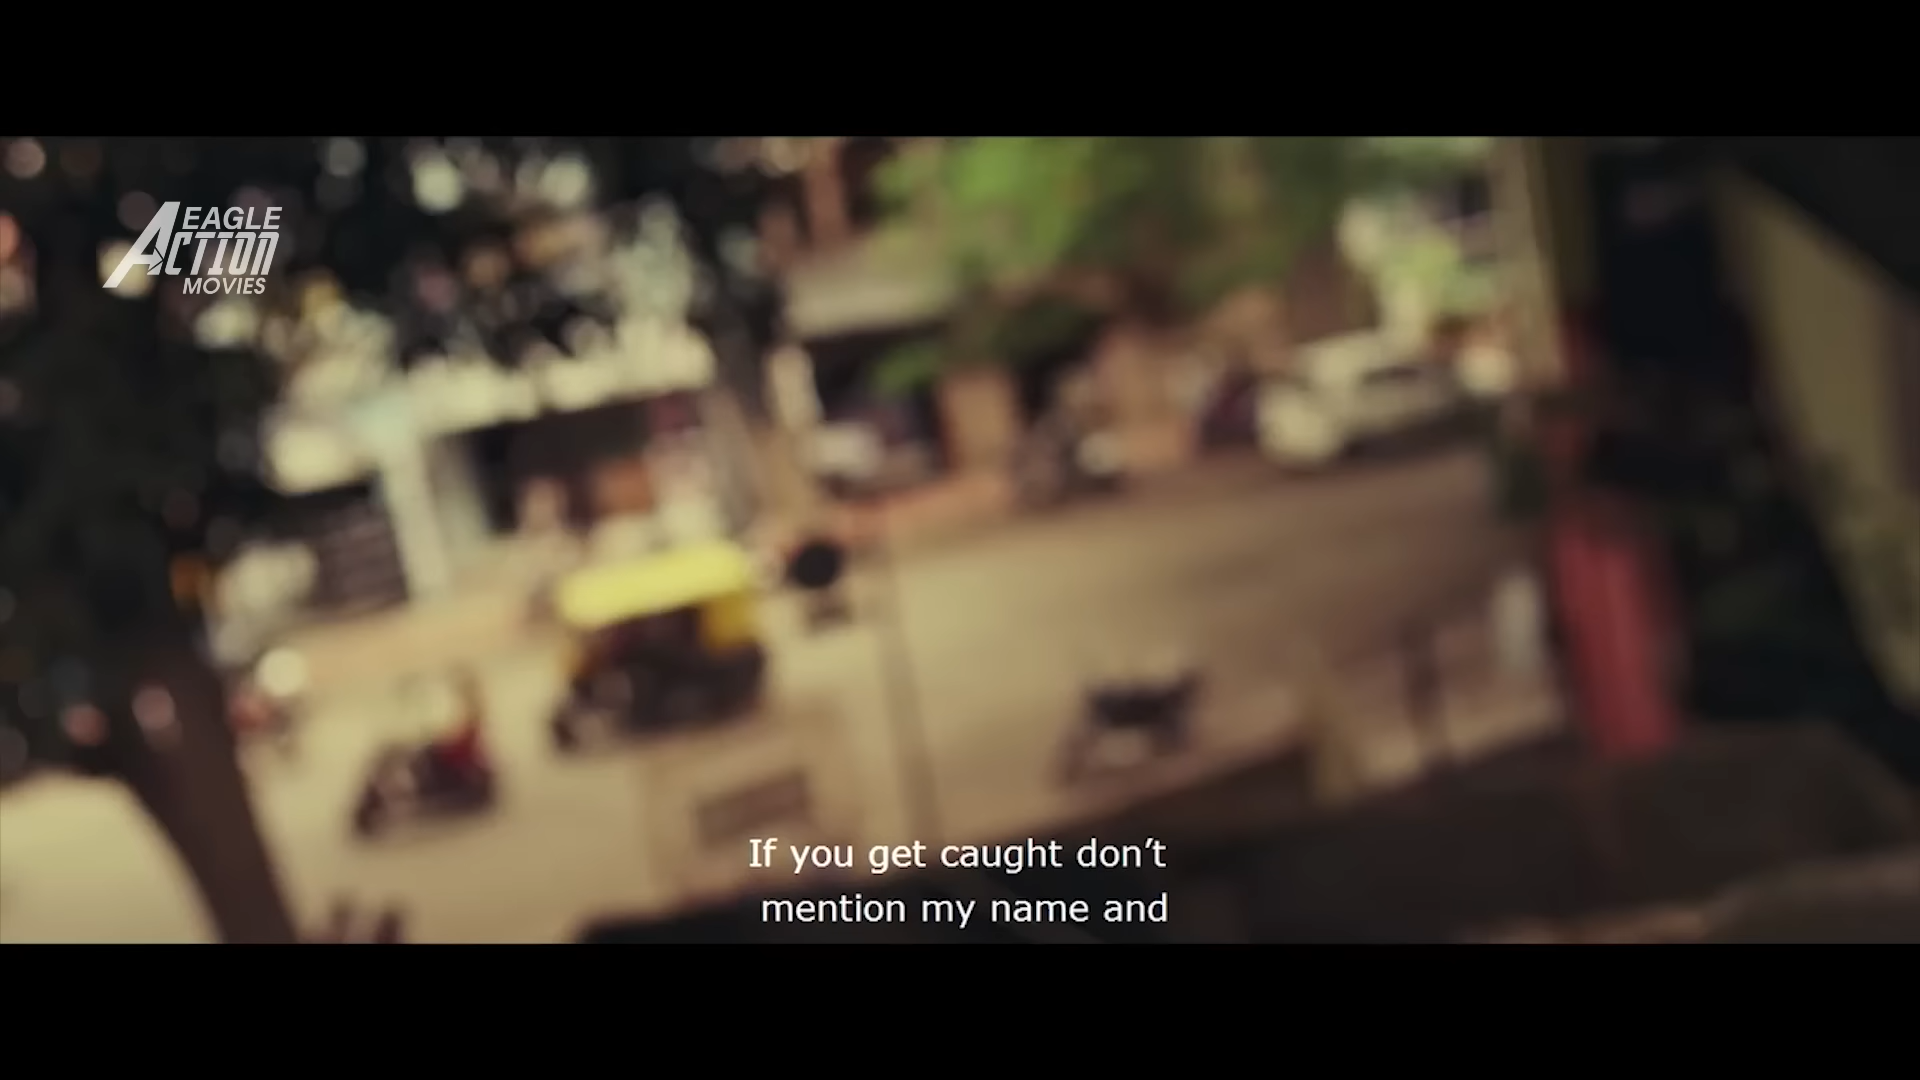 EAGLE
ACTION
MOVIES
If you get caught don’t
mention my name and